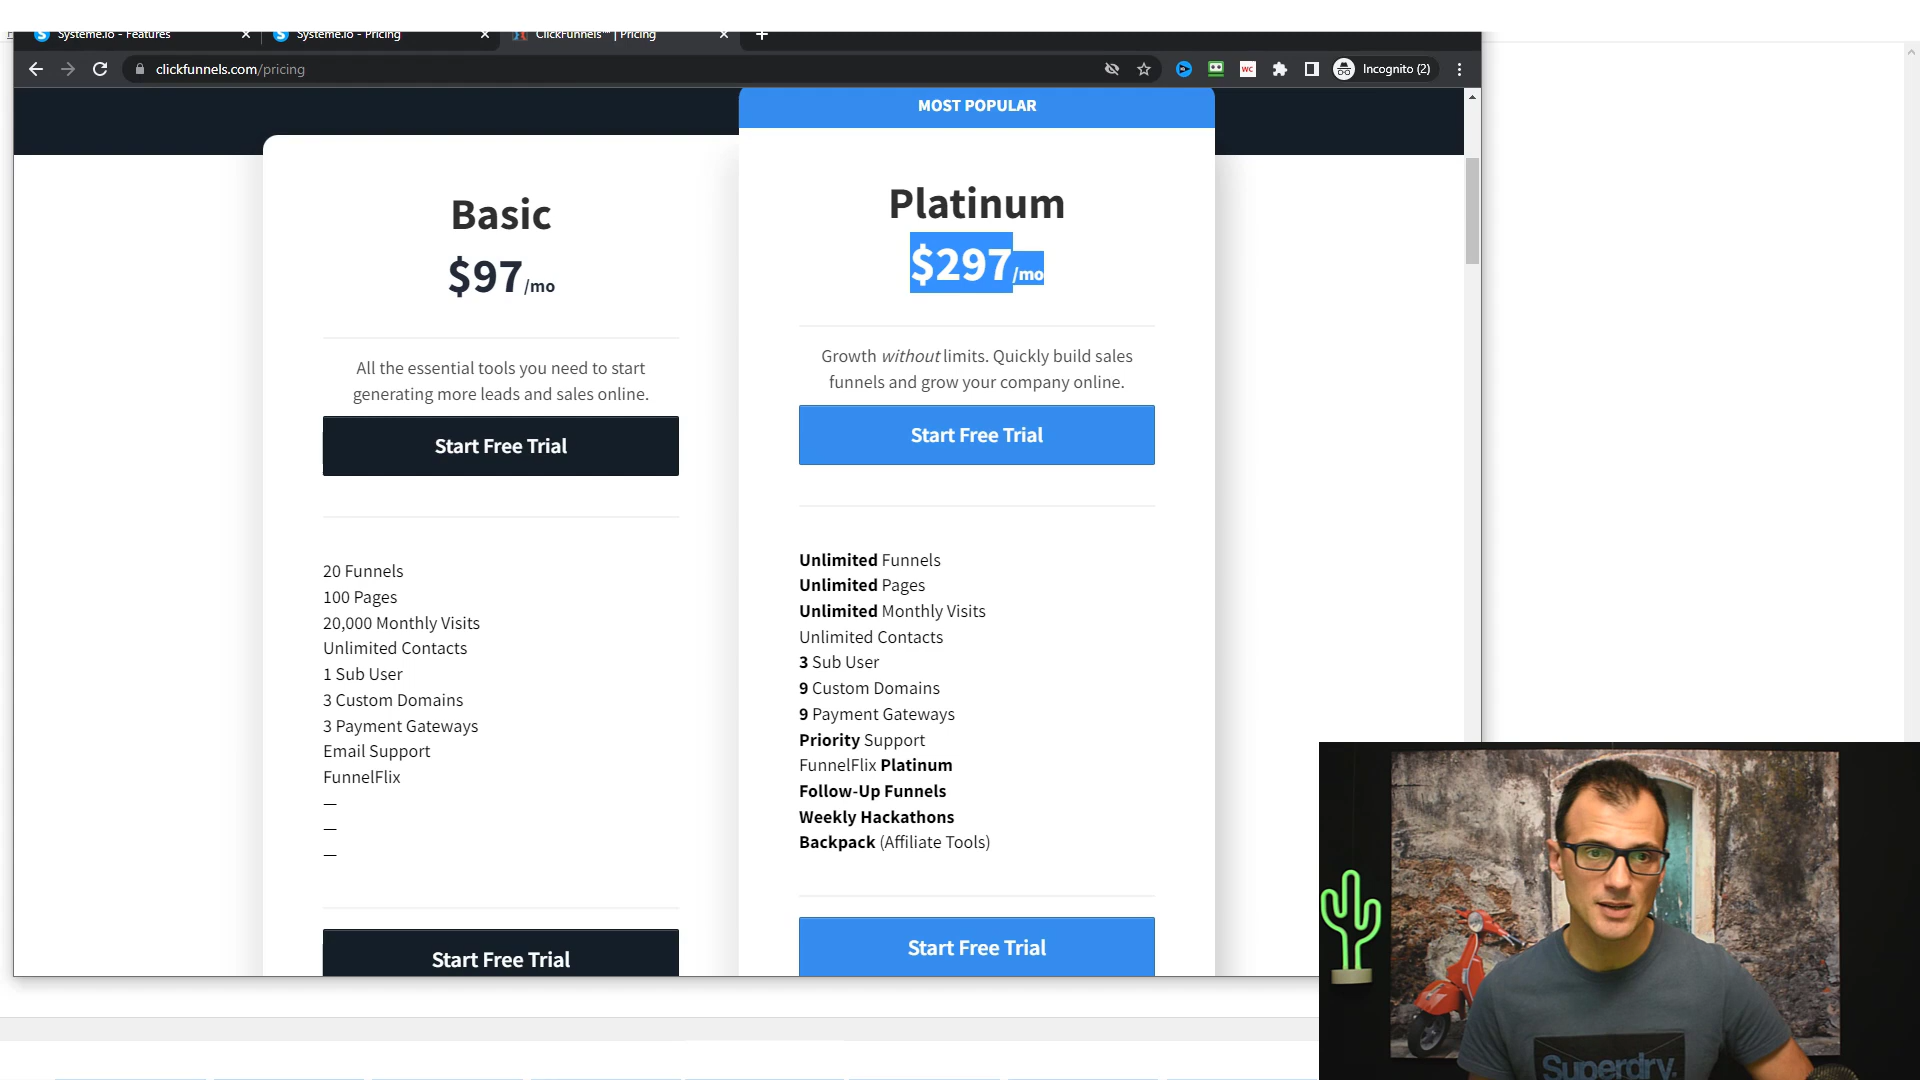 Systeme.io - Features
Systeme.io - Pricing
ClickFunnels™ | Pricing
clickfunnels.com/pricing
WC
Incognito (2)
MOST POPULAR
Basic
$97/mo
All the essential tools you need to start
generating more leads and sales online.
Start Free Trial
20 Funnels
100 Pages
20,000 Monthly Visits
Unlimited Contacts
1 Sub User
3 Custom Domains
3 Payment Gateways
Email Support
FunnelFlix
—
—
—
Start Free Trial
Platinum
$297/mo
Growth without limits. Quickly build sales
funnels and grow your company online.
Start Free Trial
Unlimited Funnels
Unlimited Pages
Unlimited Monthly Visits
Unlimited Contacts
3 Sub User
9 Custom Domains
9 Payment Gateways
Priority Support
FunnelFlix Platinum
Follow-Up Funnels
Weekly Hackathons
Backpack (Affiliate Tools)
Start Free Trial
Superdry.